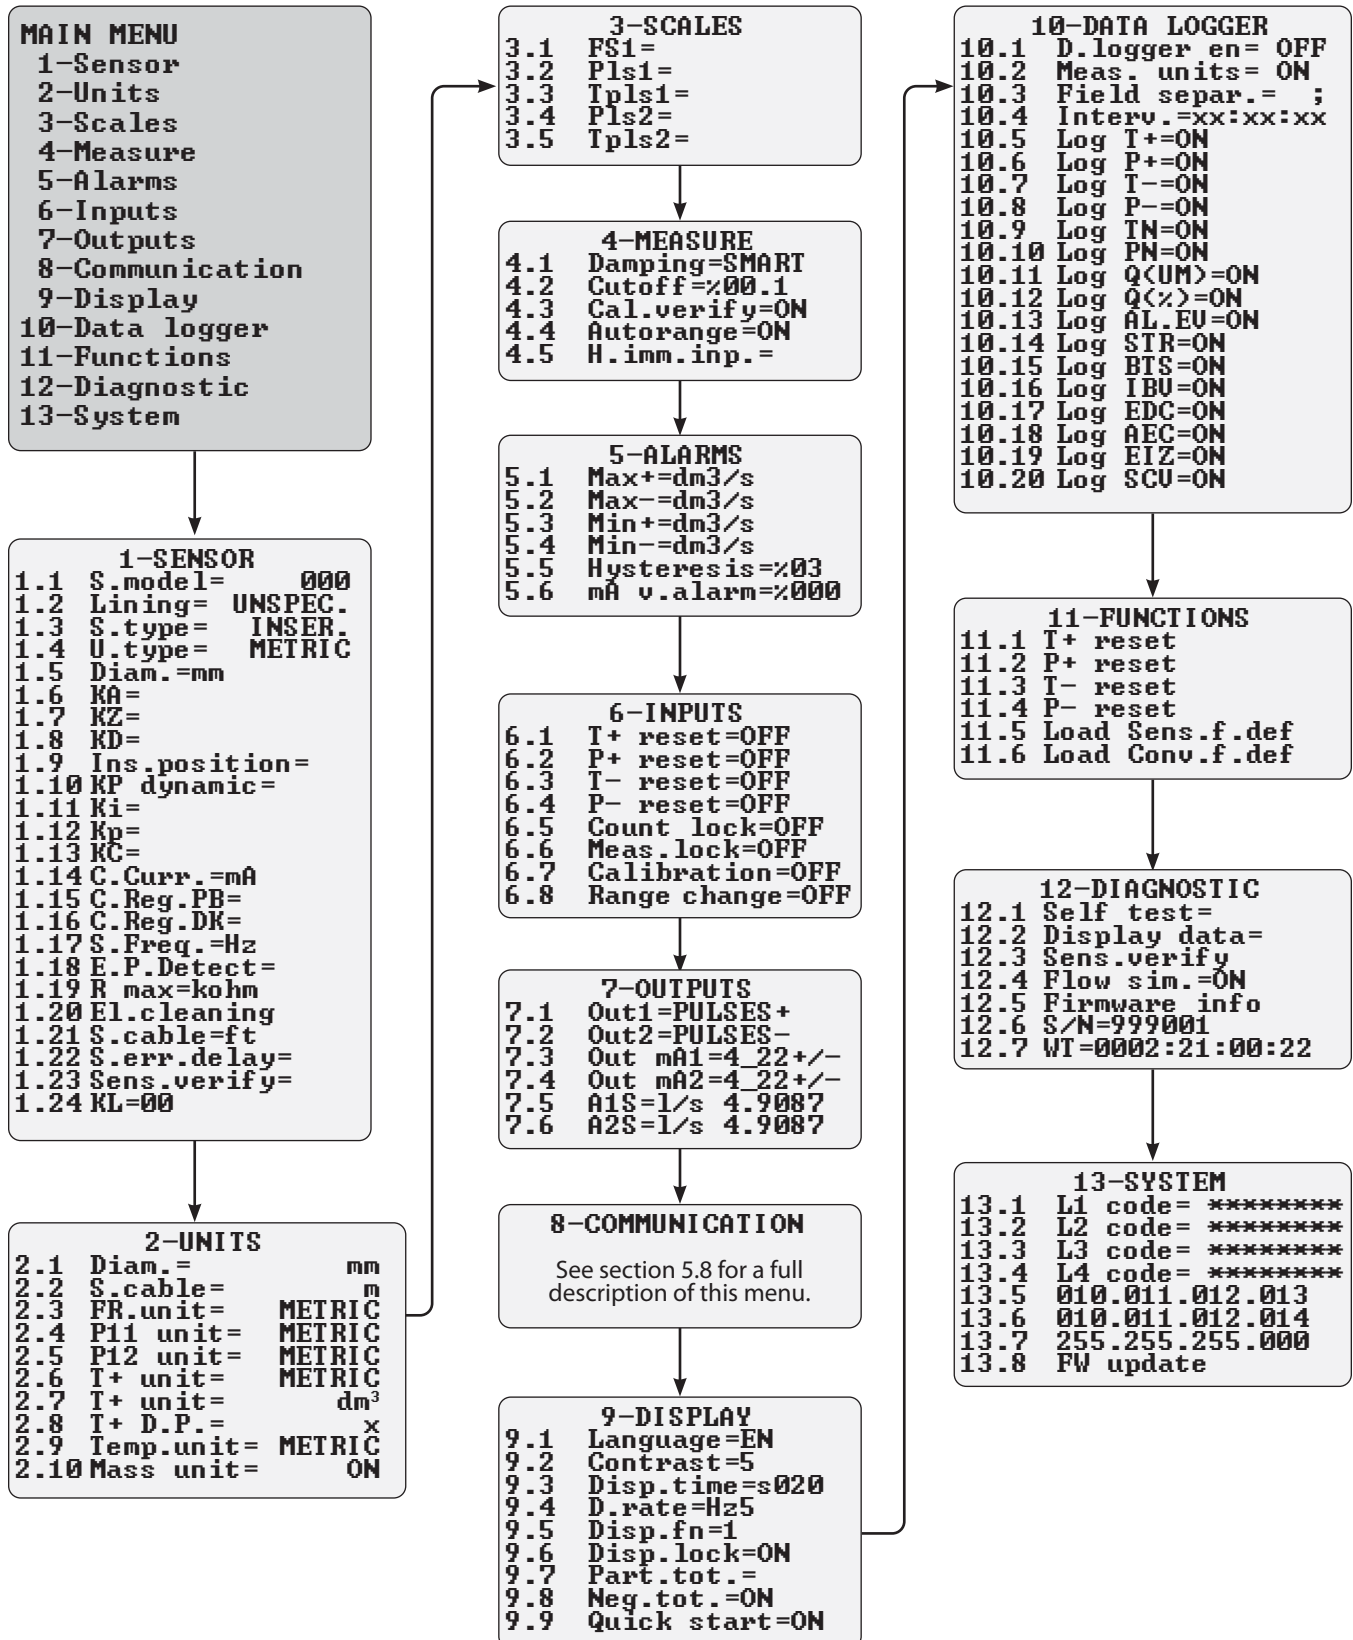 MAIN MENU
1-Sensor
2-Units
3-Scales
4-Measure
5-Alarms
6-Inputs
7-Outputs
8-Communication
9-Display
10-Data logger
11-Functions
12-Diagnostic
13-System
1-SENSOR
1.1 S.model= 000
1.2 Lining= UNSPEC.
1.3 S.type= INSER.
1.4 U.type= METRIC
1.5 Diam.=mm
1.6 KA=
1.7 KZ=
1.8 KD=
1.9 Ins.position=
1.10 KP dynamic=
1.11 Ki=
1.12 Kp=
1.13 KC=
1.14 C.Curr.=mA
1.15 C.Reg.PB=
1.16 C.Reg.DK=
1.17 S.Freq.=Hz
1.18 E.P.Detect=
1.19 R max=kohm
1.20 El.cleaning
1.21 S.cable=ft
1.22 S.err.delay=
1.23 Sens.verify=
1.24 KL=00
2-UNITS
2.1 Diam.= mm
2.2 S.cable= m
2.3 FR.unit= METRIC
2.4 P11 unit= METRIC
2.5 P12 unit= METRIC
2.6 T+ unit= METRIC
2.7 T+ unit= dm³
2.8 T+ D.P.= x
2.9 Temp.unit= METRIC
2.10 Mass unit= ON
3-SCALES
3.1 FS1=
3.2 Pls1=
3.3 Tpls1=
3.4 Pls2=
3.5 Tpls2=
4-MEASURE
4.1 Damping=SMART
4.2 Cutoff=%00.1
4.3 Cal.verify=ON
4.4 Autorange=ON
4.5 H.imm.inp.=
5-ALARMS
5.1 Max+=dm3/s
5.2 Max-=dm3/s
5.3 Min+=dm3/s
5.4 Min-=dm3/s
5.5 Hysteresis=%03
5.6 mA v.alarm=%000
6-INPUTS
6.1 T+ reset=OFF
6.2 P+ reset=OFF
6.3 T- reset=OFF
6.4 P- reset=OFF
6.5 Count lock=OFF
6.6 Meas.lock=OFF
6.7 Calibration=OFF
6.8 Range change=OFF
7-OUTPUTS
7.1 Out1=PULSES+
7.2 Out2=PULSES-
7.3 Out mA1=4_22+/-
7.4 Out mA2=4_22+/-
7.5 A1S=l/s 4.9087
7.6 A2S=l/s 4.9087
8-COMMUNICATION
See section 5.8 for a full
description of this menu.
9-DISPLAY
9.1 Language=EN
9.2 Contrast=5
9.3 Disp.time=s020
9.4 D.rate=Hz5
9.5 Disp.fn=1
9.6 Disp.lock=ON
9.7 Part.tot.=
9.8 Neg.tot.=ON
9.9 Quick start=ON
10-DATA LOGGER
10.1 D.logger en= OFF
10.2 Meas. units= ON
10.3 Field separ.= ;
10.4 Interv.=xx:xx:xx
10.5 Log T+=ON
10.6 Log P+=ON
10.7 Log T-=ON
10.8 Log P-=ON
10.9 Log TN=ON
10.10 Log PN=ON
10.11 Log Q(UM)=ON
10.12 Log Q(%)=ON
10.13 Log AL.EV=ON
10.14 Log STR=ON
10.15 Log BTS=ON
10.16 Log IBV=ON
10.17 Log EDC=ON
10.18 Log AEC=ON
10.19 Log EIZ=ON
10.20 Log SCV=ON
11-FUNCTIONS
11.1 T+ reset
11.2 P+ reset
11.3 T- reset
11.4 P- reset
11.5 Load Sens.f.def
11.6 Load Conv.f.def
12-DIAGNOSTIC
12.1 Self test=
12.2 Display data=
12.3 Sens.verify
12.4 Flow sim.=ON
12.5 Firmware info
12.6 S/N=999001
12.7 WT=0002:21:00:22
13-SYSTEM
13.1 L1 code= ********
13.2 L2 code= ********
13.3 L3 code= ********
13.4 L4 code= ********
13.5 010.011.012.013
13.6 010.011.012.014
13.7 255.255.255.000
13.8 FW update